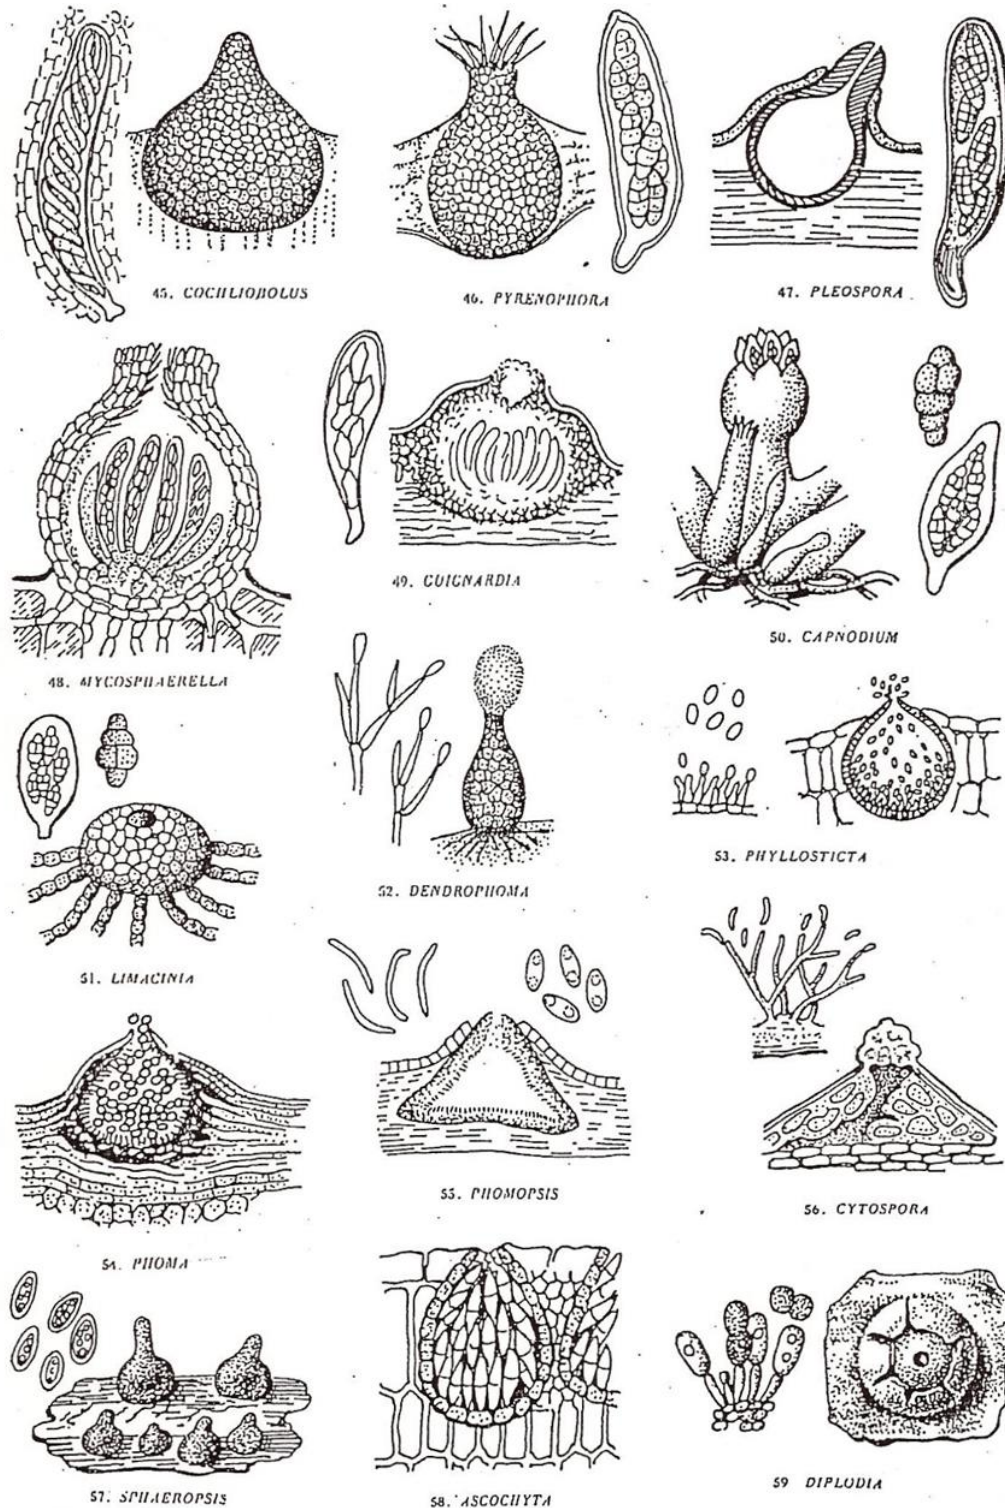 45. COCHLIOBOLUS
46. PYRENOPHORA
47. PLEOSPORA
48. MYCOSPHAERELLA
49. GUIGNARDIA
50. CAPNODIUM
51. LIMACINIA
52. DENDROPHOMA
53. PHYLLOSTICTA
54. PHOMA
55. PHOMOPSIS
56. CYTOSPORA
57. SPHAEROPSIS
58. ASCOCHYTA
59 DIPLODIA